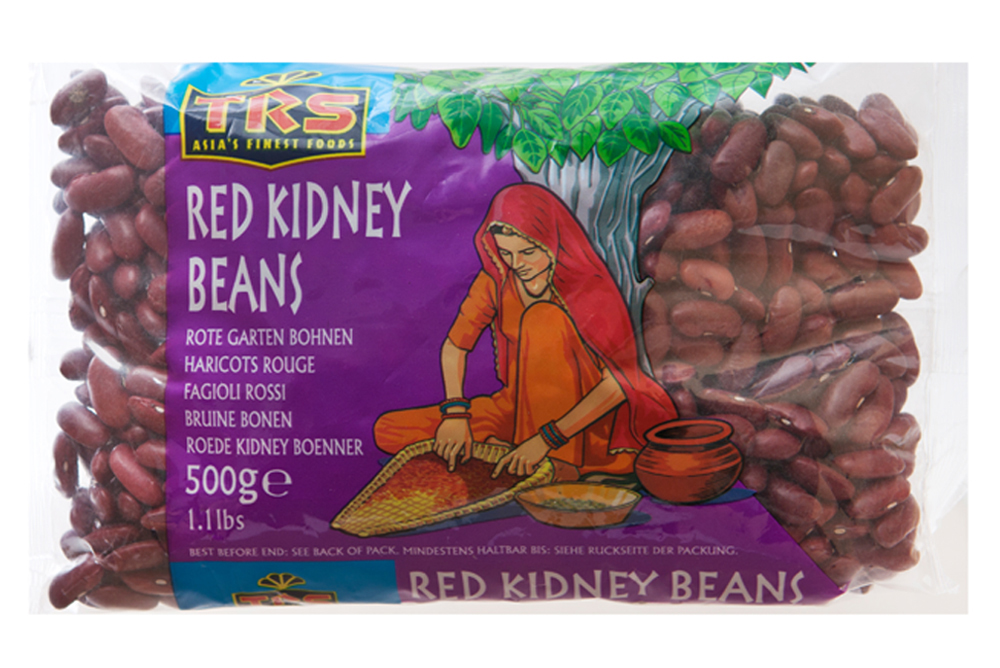 TRS
ASIA'S FINEST FOODS
RED KIDNEY
BEANS
ROTE GARTEN BOHNEN
HARICOTS ROUGE
FAGIOLI ROSSI
BRUINE BONEN
ROEDE KIDNEY BOENNER
500g℮
1.1lbs
BEST BEFORE END: SEE BACK OF PACK. MINDESTENS HALTBAR BIS: SIEHE RUCKSEITE DER PACKUNG.
TRS
RED KIDNEY BEANS